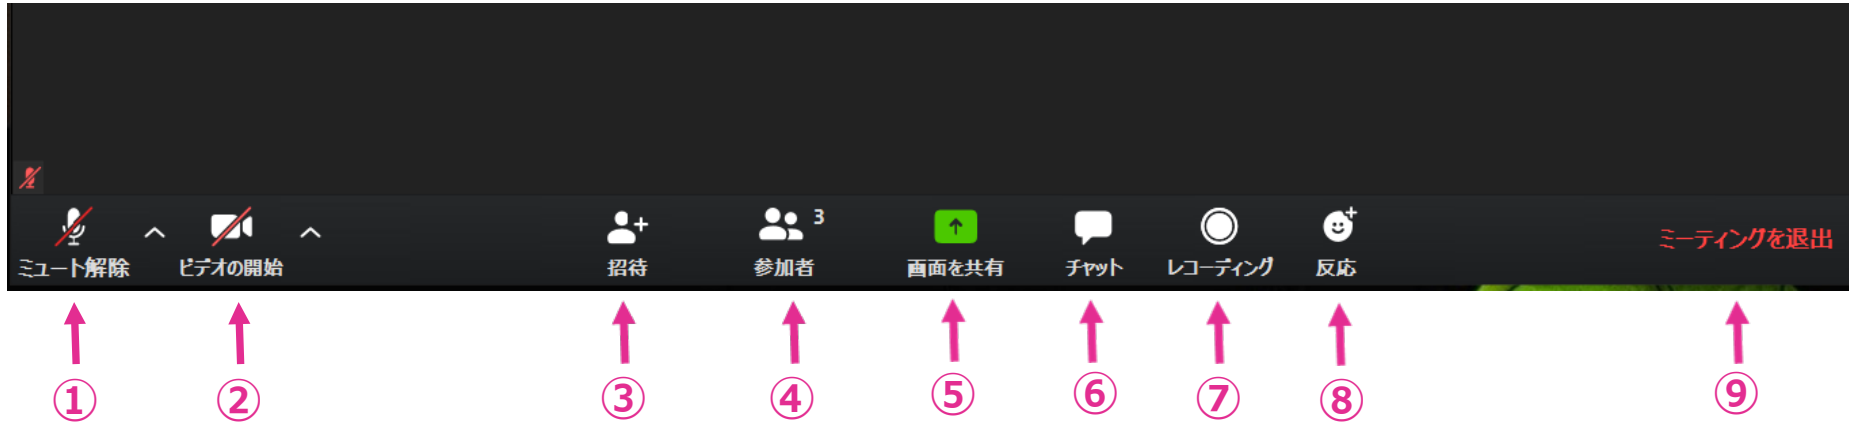 3
ミュート解除 ビデオの開始 招待 参加者 画面を共有 チャット レコーディング 反応 ミーティングを退出
① ② ③ ④ ⑤ ⑥ ⑦ ⑧ ⑨